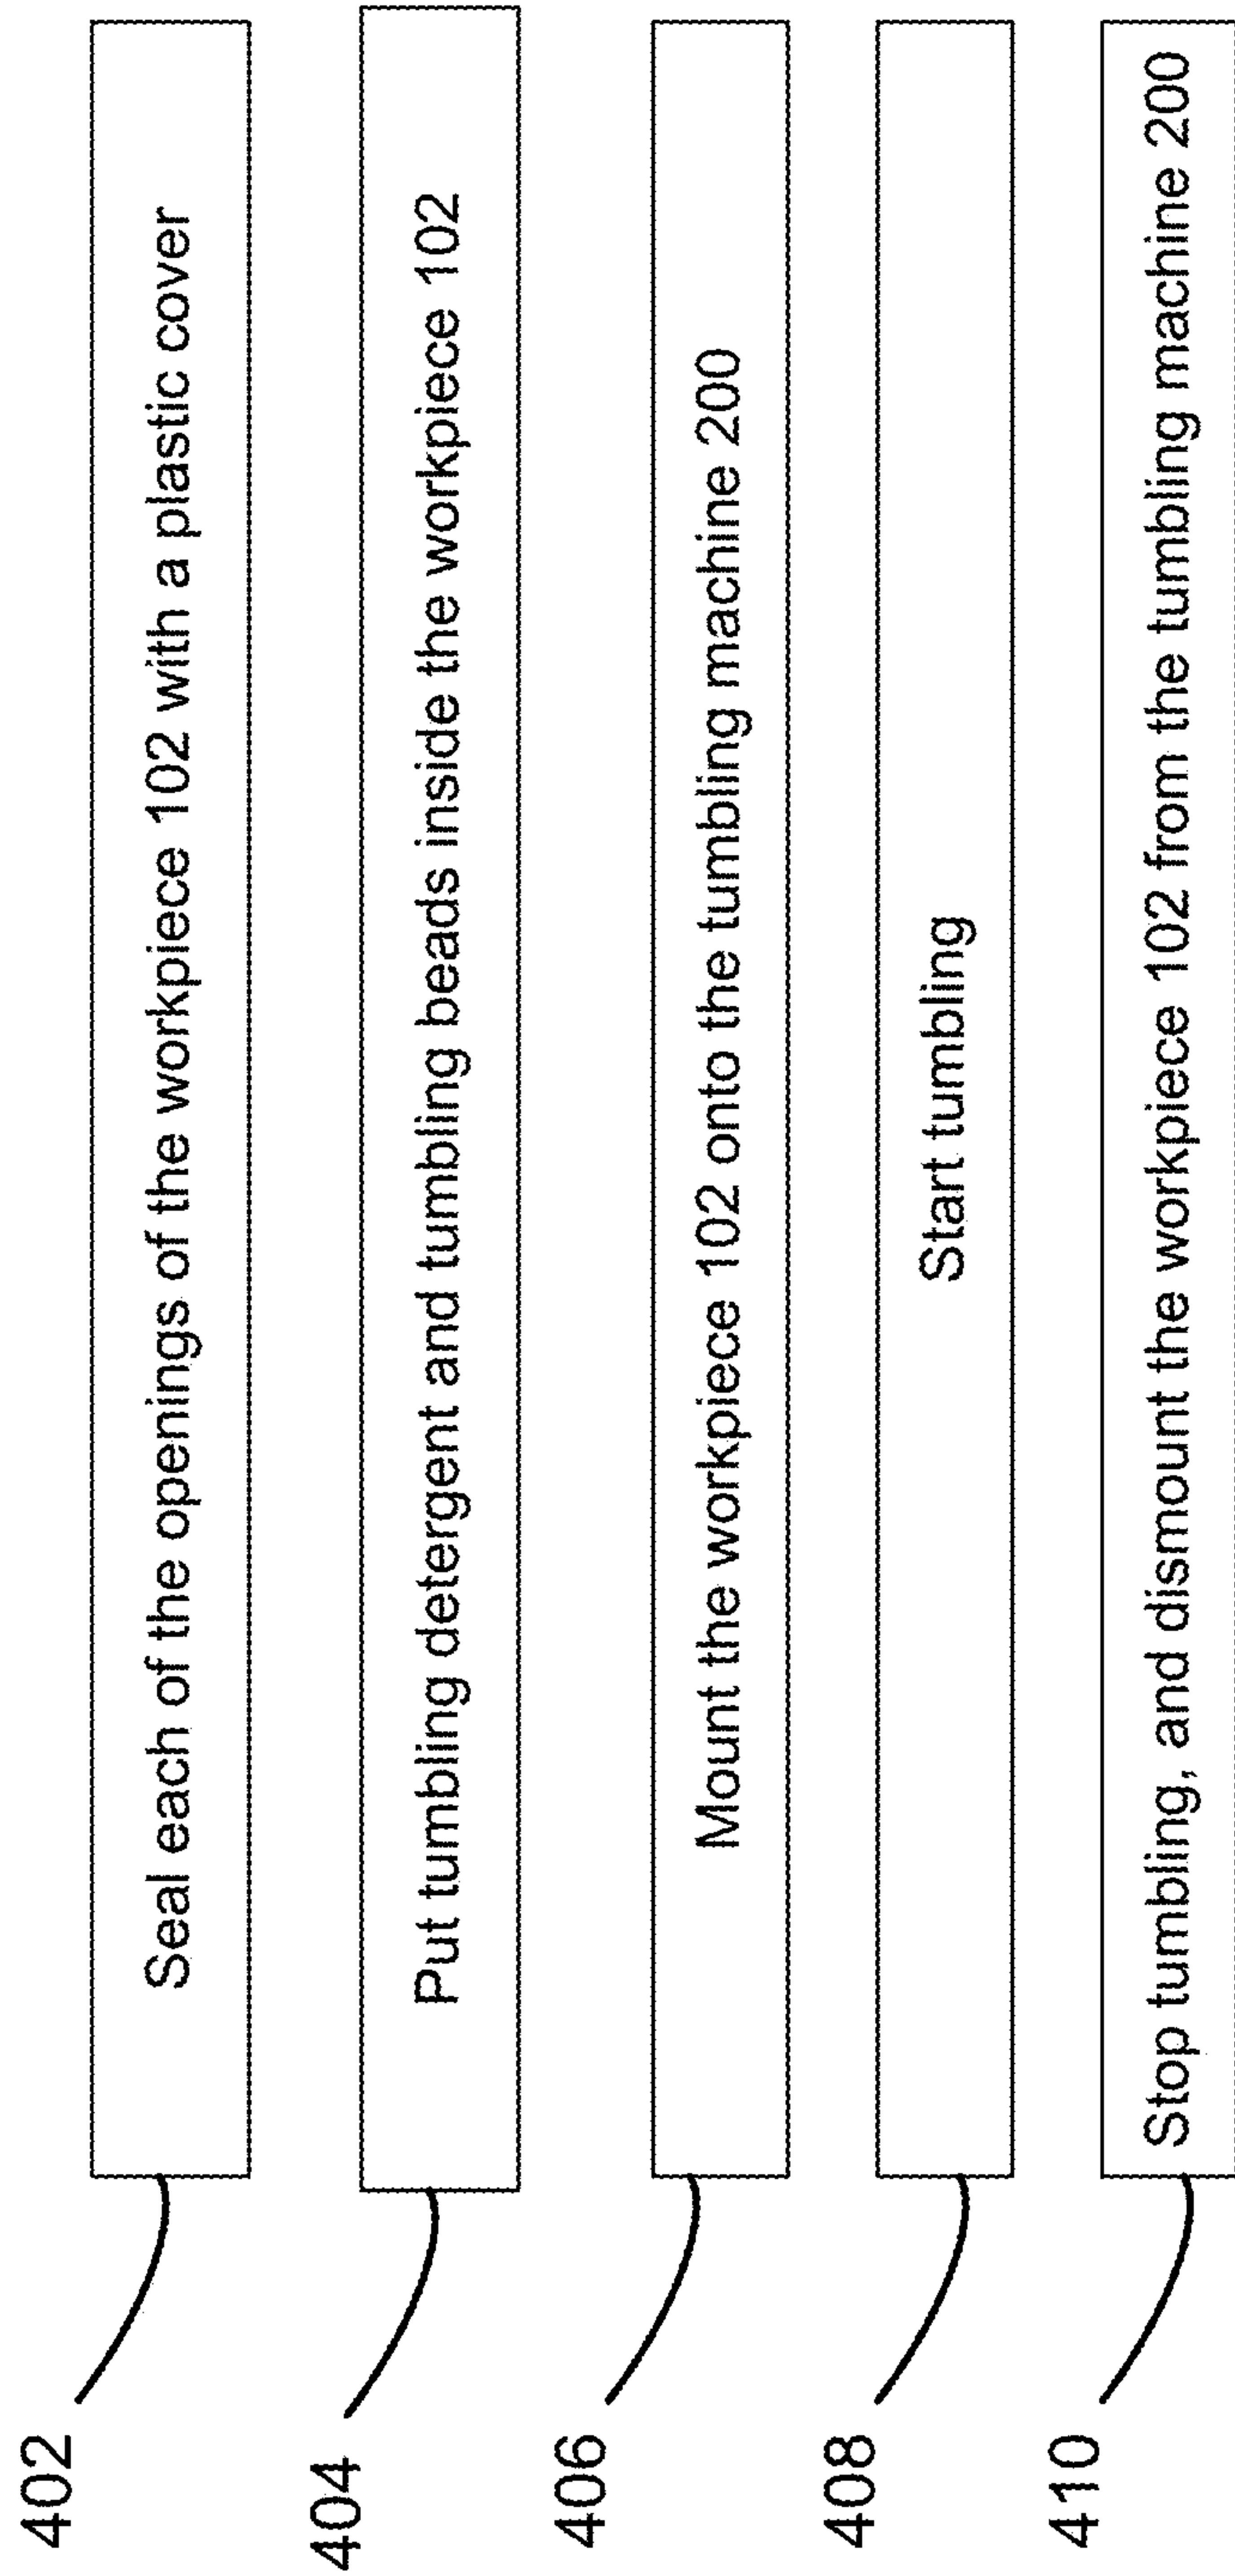 402
Seal each of the openings of the workpiece 102 with a plastic cover
404
Put tumbling detergent and tumbling beads inside the workpiece 102
406
Mount the workpiece 102 onto the tumbling machine 200
408
Start tumbling
410
Stop tumbling, and dismount the workpiece 102 from the tumbling machine 200